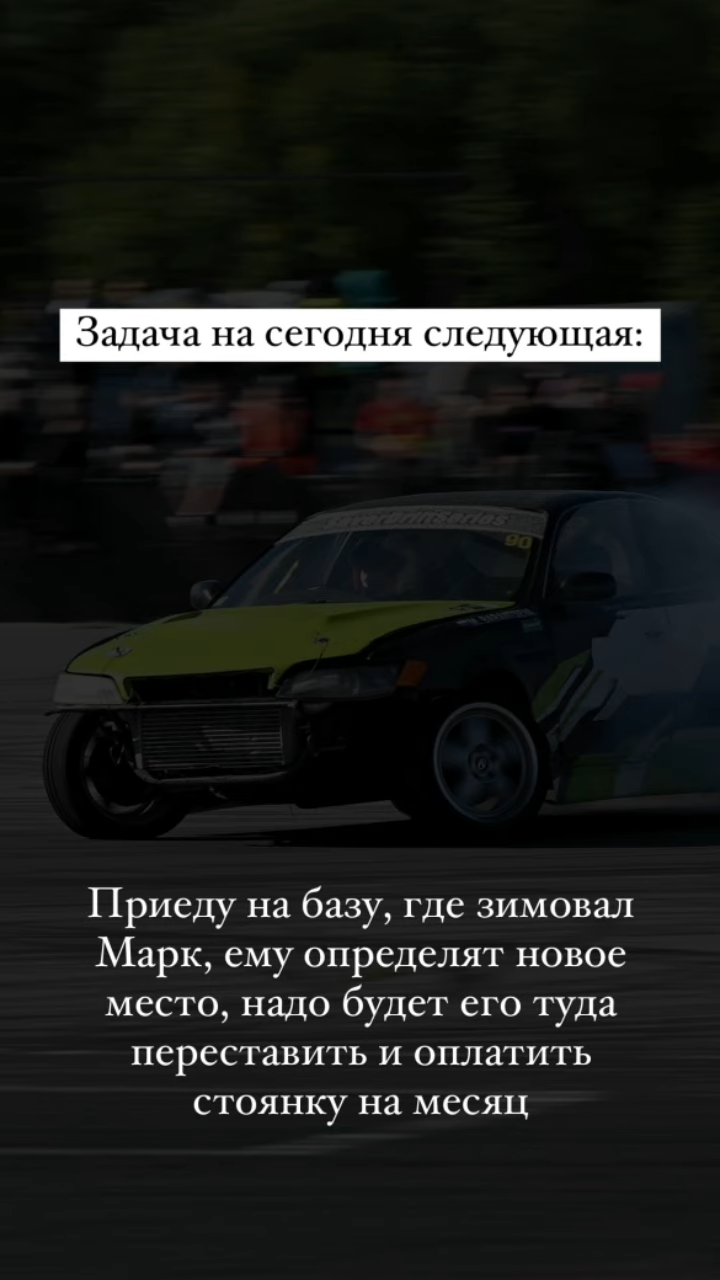 Задача на сегодня следующая:
90
Приеду на базу, где зимовал
Марк, ему определят новое
место, надо будет его туда
переставить и оплатить
стоянку на месяц